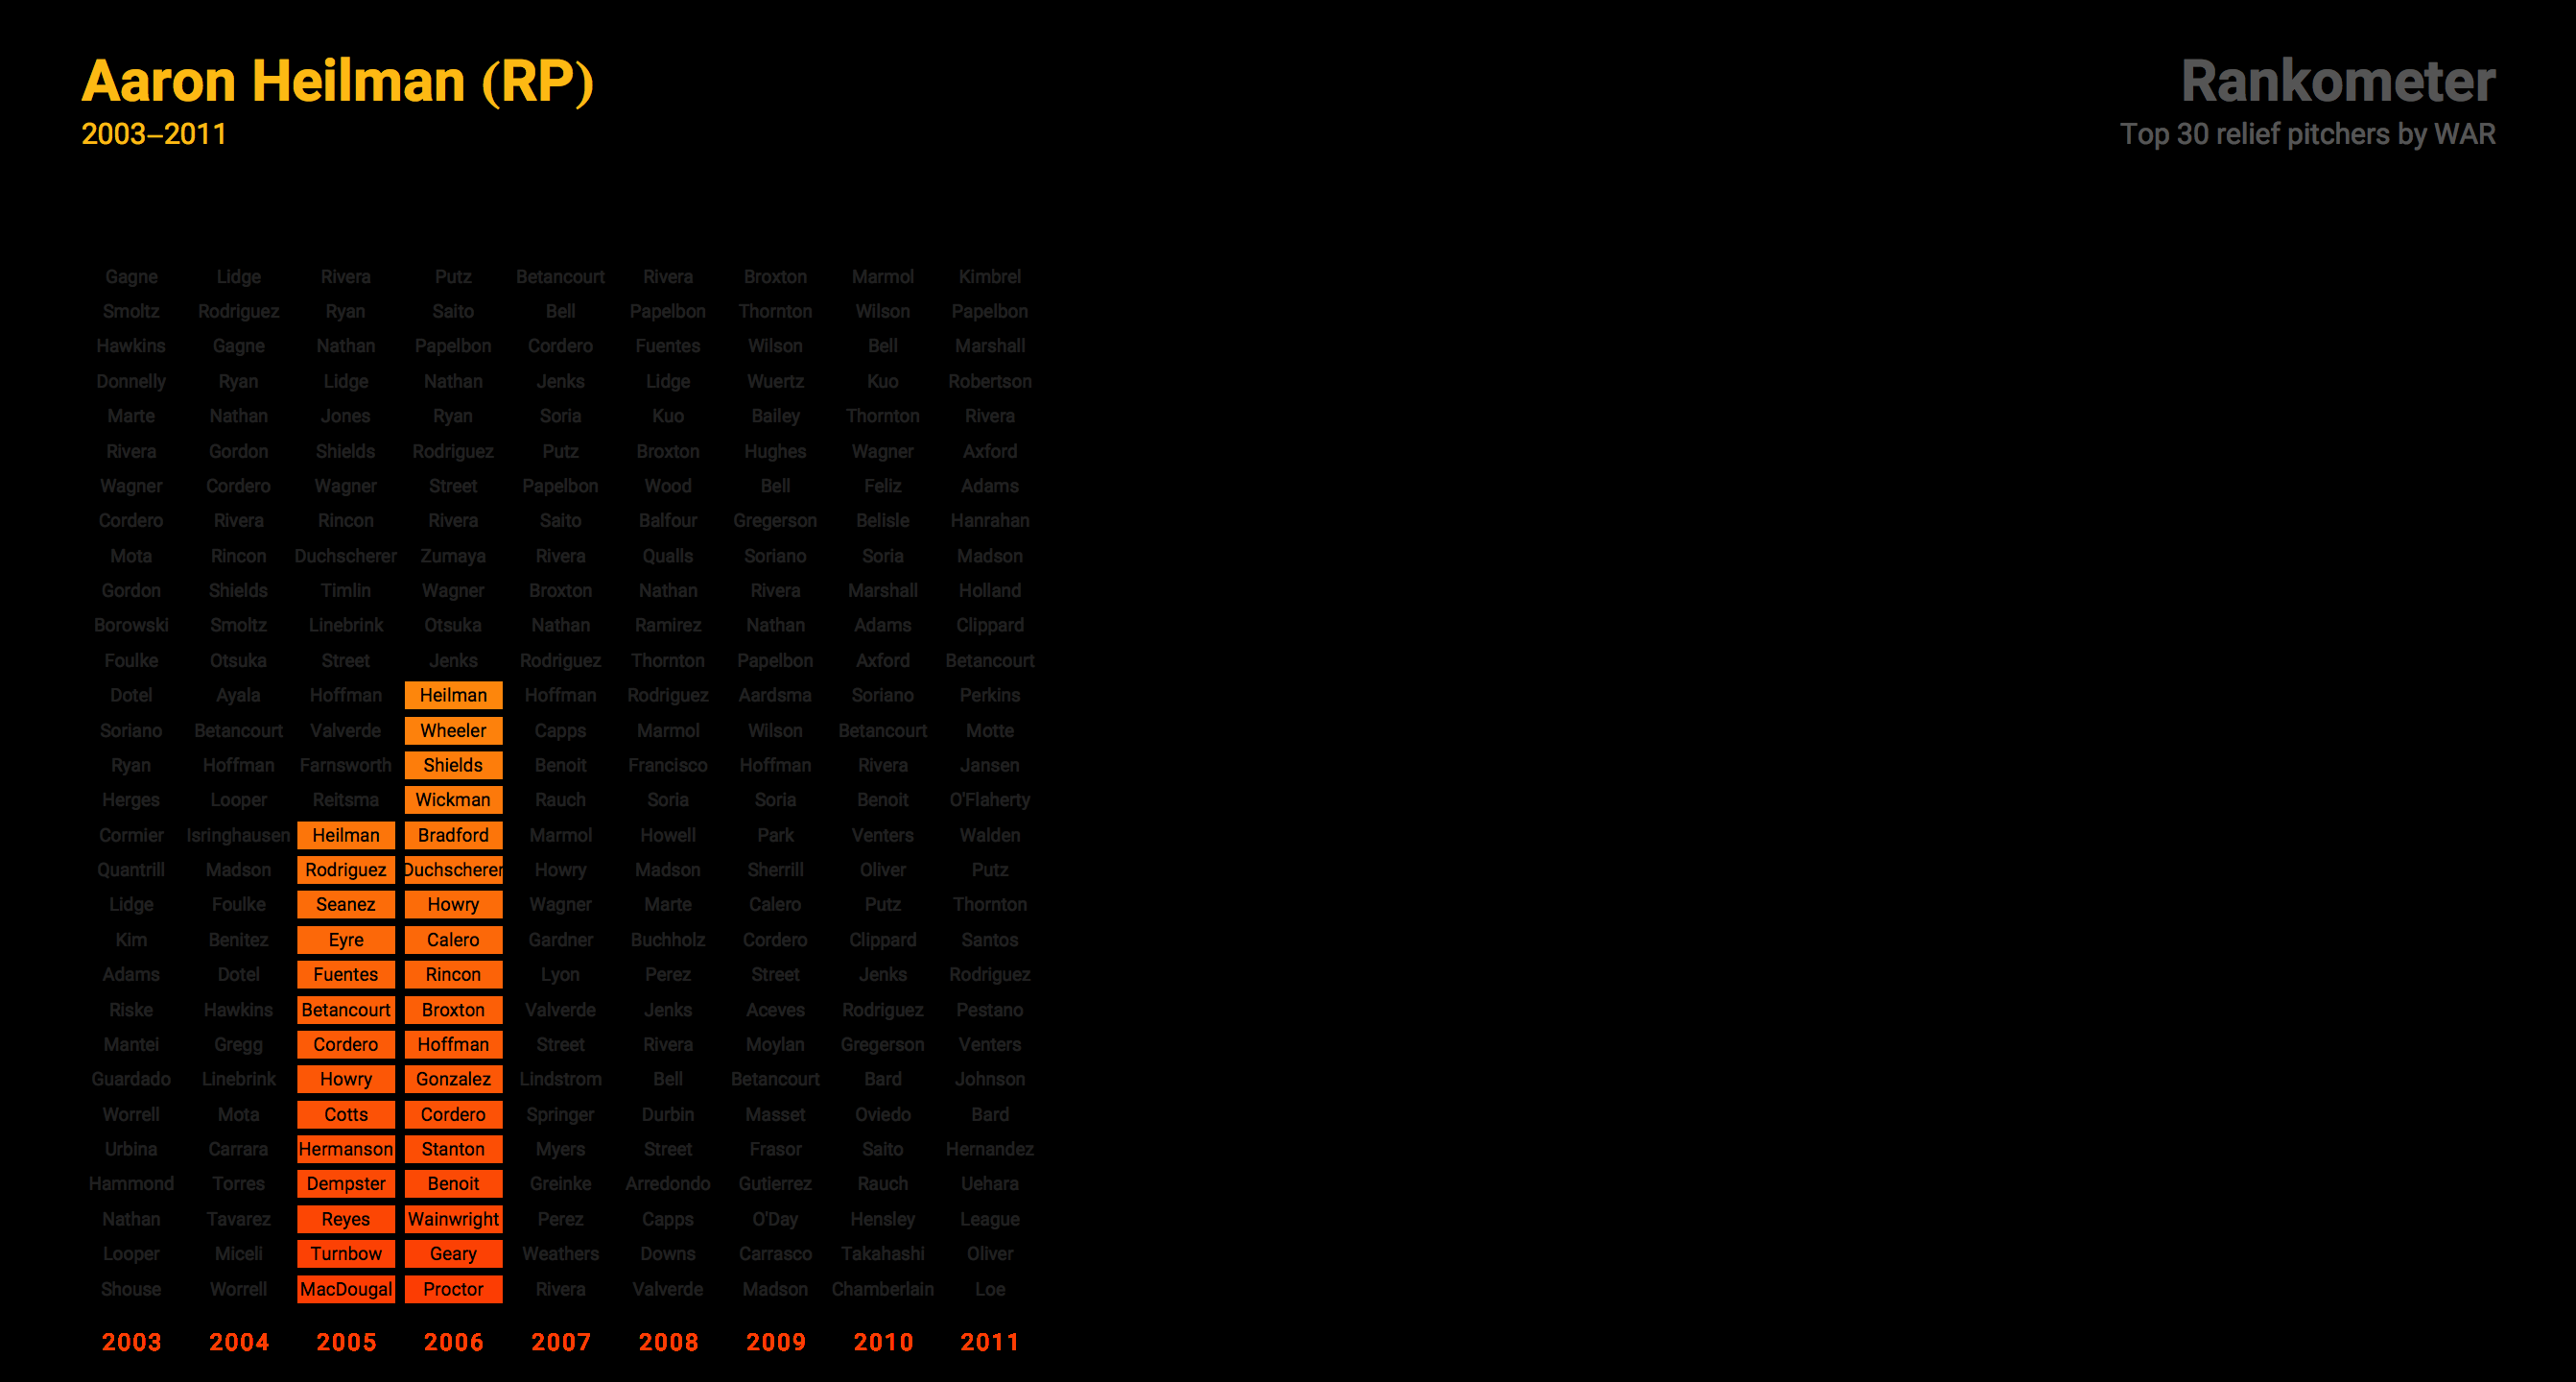 Aaron Heilman (RP)
2003–2011
Rankometer
Top 30 relief pitchers by WAR
Gagne Lidge Rivera Putz Betancourt Rivera Broxton Marmol Kimbrel
Smoltz Rodriguez Ryan Saito Bell Papelbon Thornton Wilson Papelbon
Hawkins Gagne Nathan Papelbon Cordero Fuentes Wilson Bell Marshall
Donnelly Ryan Lidge Nathan Jenks Lidge Wuertz Kuo Robertson
Marte Nathan Jones Ryan Soria Kuo Bailey Thornton Rivera
Rivera Gordon Shields Rodriguez Putz Broxton Hughes Wagner Axford
Wagner Cordero Wagner Street Papelbon Wood Bell Feliz Adams
Cordero Rivera Rincon Rivera Saito Balfour Gregerson Belisle Hanrahan
Mota Rincon Duchscherer Zumaya Rivera Qualls Soriano Soria Madson
Gordon Shields Timlin Wagner Broxton Nathan Rivera Marshall Holland
Borowski Smoltz Linebrink Otsuka Nathan Ramirez Nathan Adams Clippard
Foulke Otsuka Street Jenks Rodriguez Thornton Papelbon Axford Betancourt
Dotel Ayala Hoffman Heilman Hoffman Rodriguez Aardsma Soriano Perkins
Soriano Betancourt Valverde Wheeler Capps Marmol Wilson Betancourt Motte
Ryan Hoffman Farnsworth Shields Benoit Francisco Hoffman Rivera Jansen
Herges Looper Reitsma Wickman Rauch Soria Soria Benoit O'Flaherty
Cormier Isringhausen Heilman Bradford Marmol Howell Park Venters Walden
Quantrill Madson Rodriguez Duchscherer Howry Madson Sherrill Oliver Putz
Lidge Foulke Seanez Howry Wagner Marte Calero Putz Thornton
Kim Benitez Eyre Calero Gardner Buchholz Cordero Clippard Santos
Adams Dotel Fuentes Rincon Lyon Perez Street Jenks Rodriguez
Riske Hawkins Betancourt Broxton Valverde Jenks Aceves Rodriguez Pestano
Mantei Gregg Cordero Hoffman Street Rivera Moylan Gregerson Venters
Guardado Linebrink Howry Gonzalez Lindstrom Bell Betancourt Bard Johnson
Worrell Mota Cotts Cordero Springer Durbin Masset Oviedo Bard
Urbina Carrara Hermanson Stanton Myers Street Frasor Saito Hernandez
Hammond Torres Dempster Benoit Greinke Arredondo Gutierrez Rauch Uehara
Nathan Tavarez Reyes Wainwright Perez Capps O'Day Hensley League
Looper Miceli Turnbow Geary Weathers Downs Carrasco Takahashi Oliver
Shouse Worrell MacDougal Proctor Rivera Valverde Madson Chamberlain Loe
2003 2004 2005 2006 2007 2008 2009 2010 2011